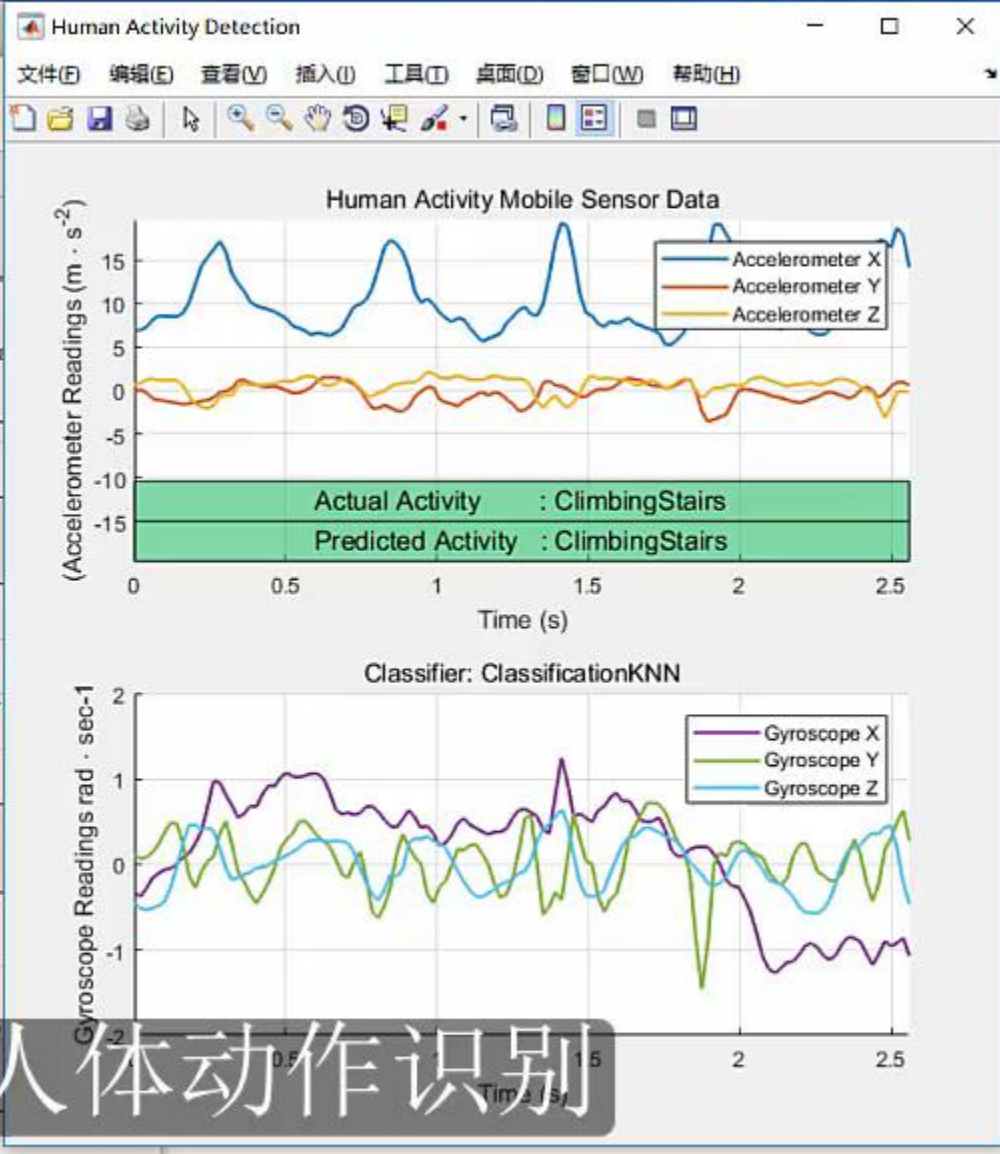 Human Activity Detection
文件(F) 编辑(E) 查看(V) 插入(I) 工具(T) 桌面(D) 窗口(W) 帮助(H)
Human Activity Mobile Sensor Data
(Accelerometer Readings (m · s-2)
15
10
5
0
-5
-10
-15
Accelerometer X
Accelerometer Y
Accelerometer Z
Actual Activity : ClimbingStairs
Predicted Activity : ClimbingStairs
0 0.5 1 1.5 2 2.5
Time (s)
Classifier: ClassificationKNN
Gyroscope Readings rad · sec-1
2
1
0
-1
-2
Gyroscope X
Gyroscope Y
Gyroscope Z
0.5 1.5 2 2.5
Time (s)
人体动作识别